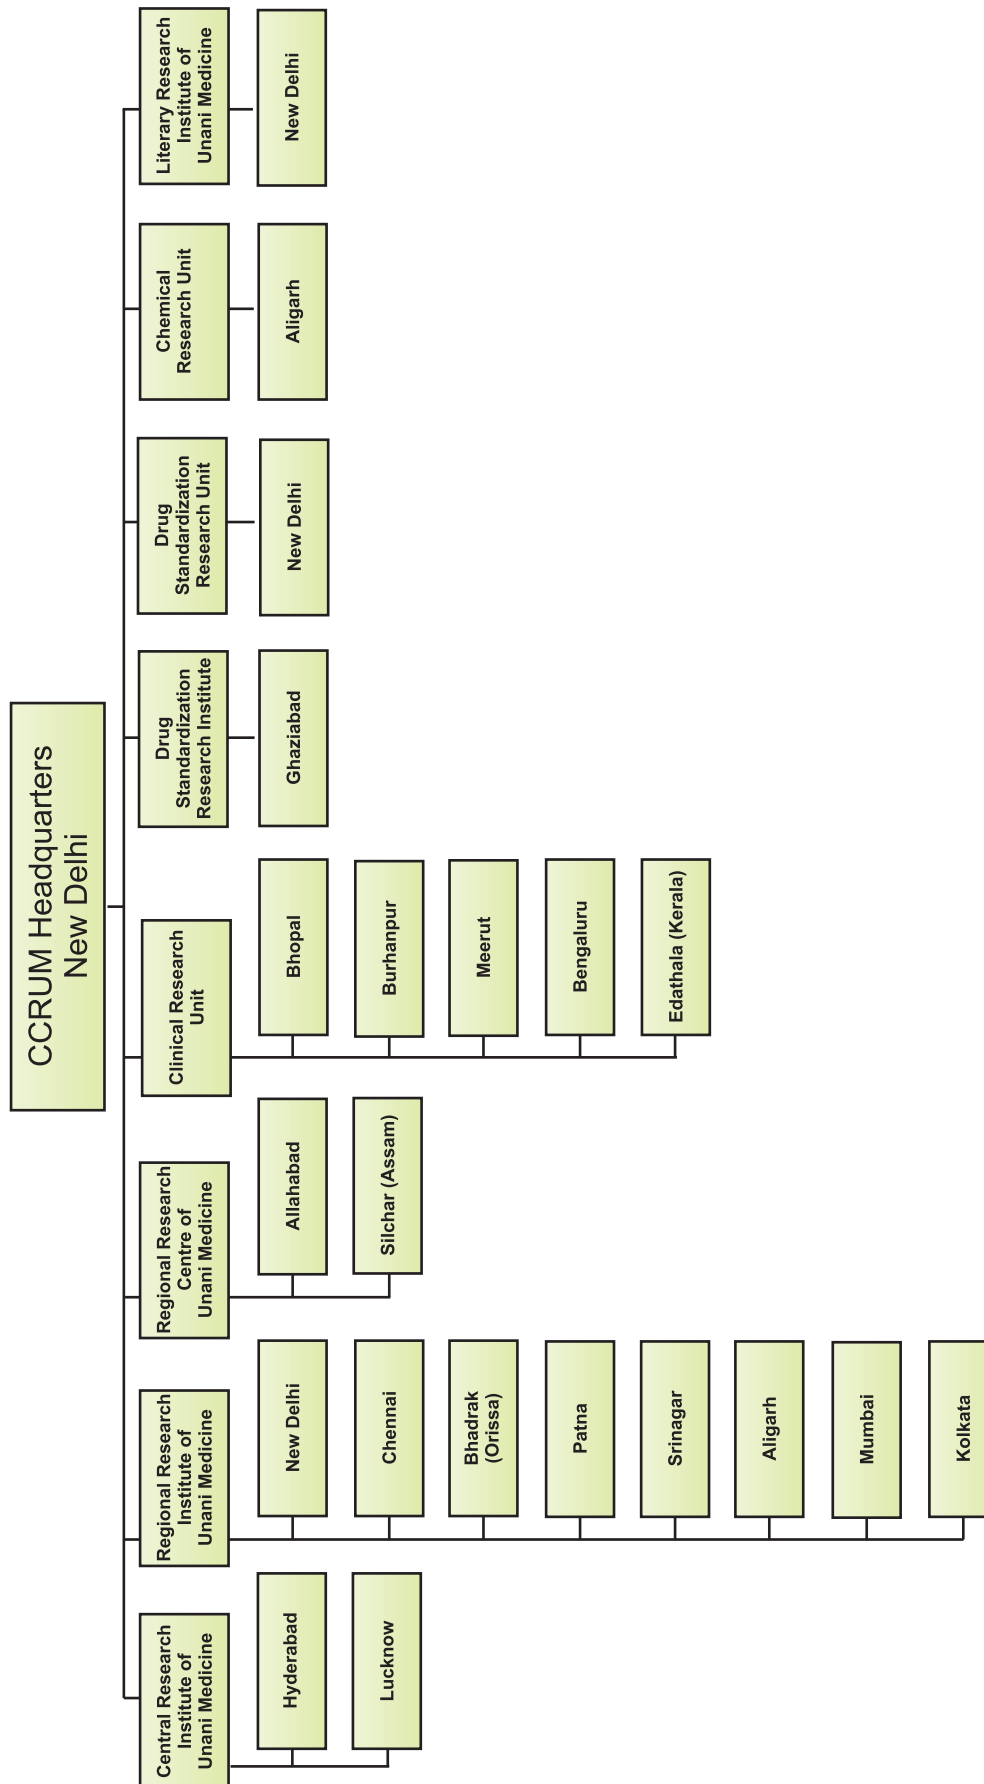 CCRUM Headquarters
New Delhi
Central Research
Institute of
Unani Medicine
Hyderabad
Lucknow
Regional Research
Institute of
Unani Medicine
New Delhi
Chennai
Bhadrak
(Orissa)
Patna
Srinagar
Aligarh
Mumbai
Kolkata
Regional Research
Centre of
Unani Medicine
Allahabad
Silchar (Assam)
Clinical Research
Unit
Bhopal
Burhanpur
Meerut
Bengaluru
Edathala (Kerala)
Drug
Standardization
Research Institute
Ghaziabad
Drug
Standardization
Research Unit
New Delhi
Chemical
Research Unit
Aligarh
Literary Research
Institute of
Unani Medicine
New Delhi